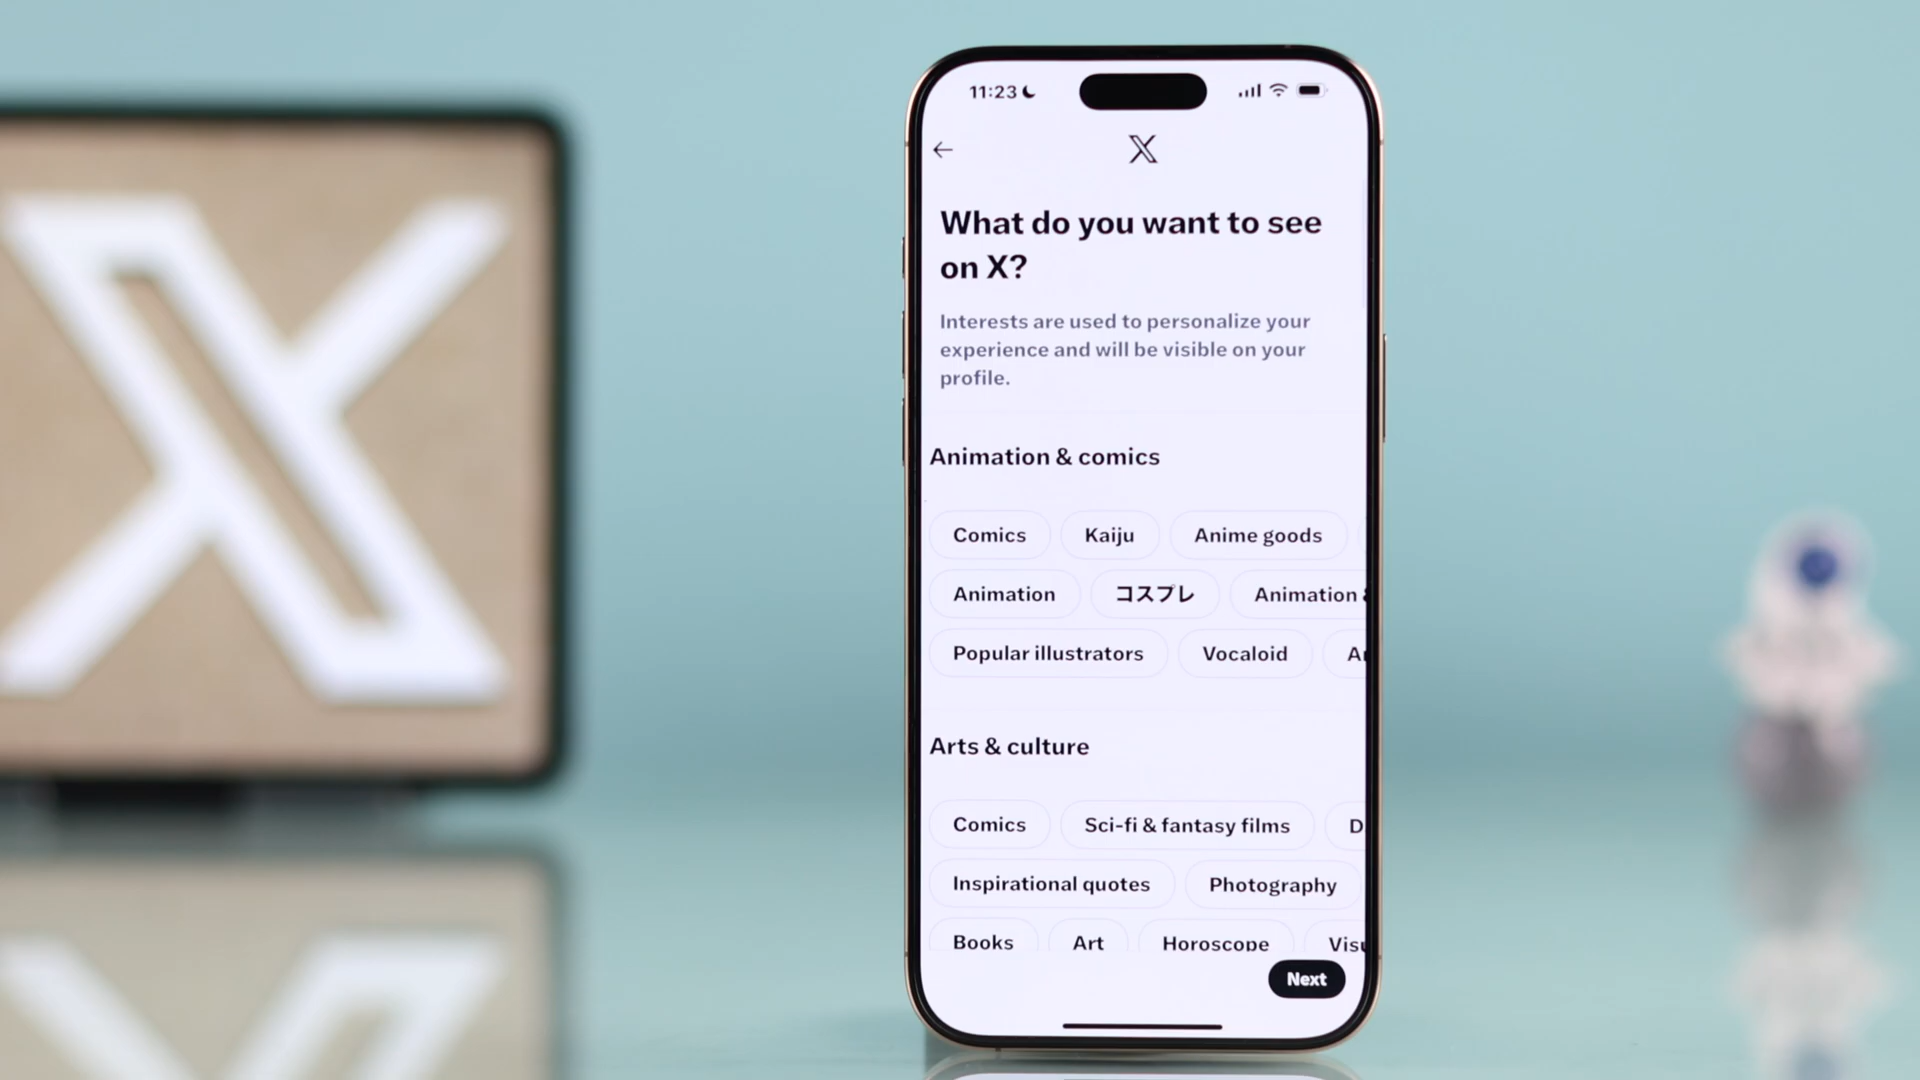 11:23
What do you want to see
on X?
Interests are used to personalize your
experience and will be visible on your
profile.
Animation & comics
Comics Kaiju Anime goods
Animation コスプレ Animation &
Popular illustrators Vocaloid
Arts & culture
Comics Sci-fi & fantasy films D
Inspirational quotes Photography
Books Art Horoscope
Next